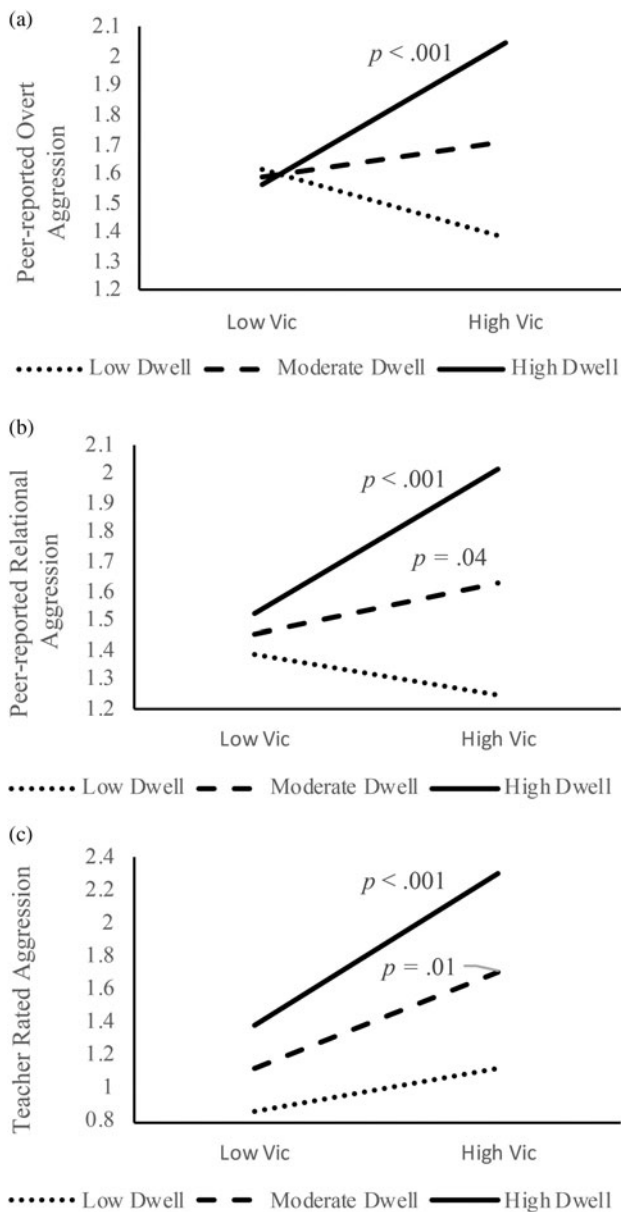 (a)
Peer-reported Overt
Aggression
2.1
2
1.9
1.8
1.7
1.6
1.5
1.4
1.3
1.2
p < .001
Low Vic High Vic
Low Dwell Moderate Dwell High Dwell
(b)
Peer-reported Relational
Aggression
2.1
2
1.9
1.8
1.7
1.6
1.5
1.4
1.3
1.2
p < .001
p = .04
Low Vic High Vic
Low Dwell Moderate Dwell High Dwell
(c)
Teacher Rated Aggression
2.4
2.2
2
1.8
1.6
1.4
1.2
1
0.8
p < .001
p = .01
Low Vic High Vic
Low Dwell Moderate Dwell High Dwell